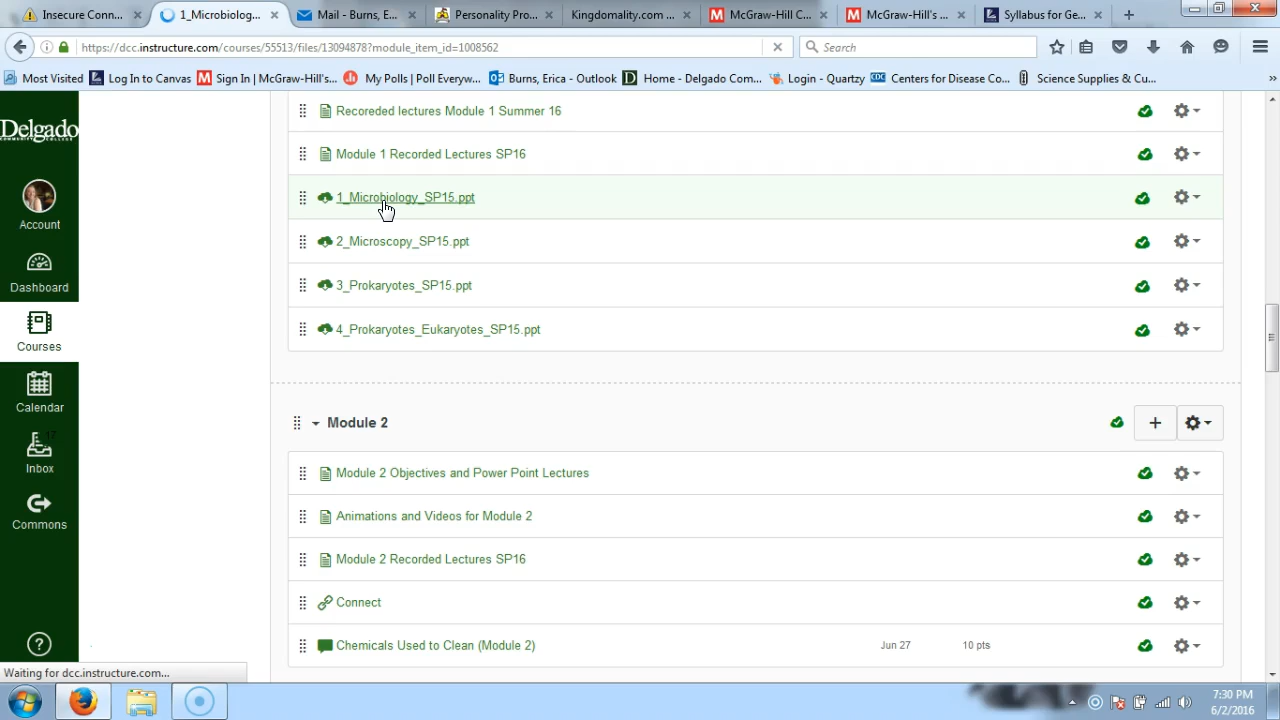 Insecure Conn...
1_Microbiolog...
Mail - Burns, E...
Personality Pro...
Kingdomality.com ...
McGraw-Hill C...
McGraw-Hill's ...
Syllabus for Ge...
https://dcc.instructure.com/courses/55513/files/13094878?module_item_id=1008562
Search
Most Visited
Log In to Canvas
Sign In | McGraw-Hill's...
My Polls | Poll Everyw...
Burns, Erica - Outlook
Home - Delgado Com...
Login - Quartzy
CDC Centers for Disease Co...
Science Supplies & Cu...
Delgado
COMMUNITY COLLEGE
Account
Dashboard
Courses
Calendar
17
Inbox
Commons
Recoreded lectures Module 1 Summer 16
Module 1 Recorded Lectures SP16
1_Microbiology_SP15.ppt
2_Microscopy_SP15.ppt
3_Prokaryotes_SP15.ppt
4_Prokaryotes_Eukaryotes_SP15.ppt
Module 2
Module 2 Objectives and Power Point Lectures
Animations and Videos for Module 2
Module 2 Recorded Lectures SP16
Connect
Chemicals Used to Clean (Module 2)
Jun 27
10 pts
Waiting for dcc.instructure.com...
7:30 PM
6/2/2016